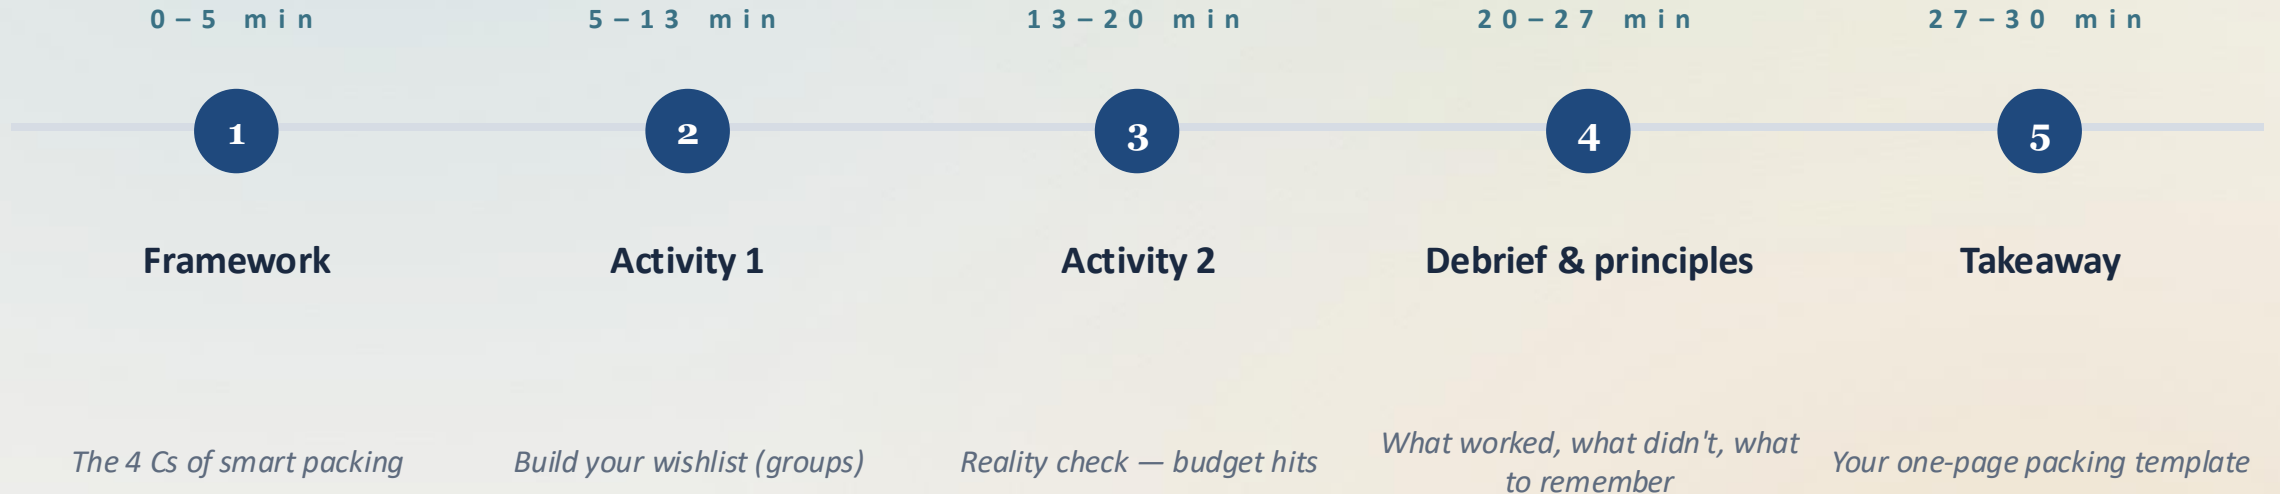 0–5 min
5–13 min
13–20 min
20–27 min
27–30 min
1
2
3
4
5
Framework
Activity 1
Activity 2
Debrief & principles
Takeaway
The 4 Cs of smart packing
Build your wishlist (groups)
Reality check — budget hits
What worked, what didn't, what
to remember
Your one-page packing template